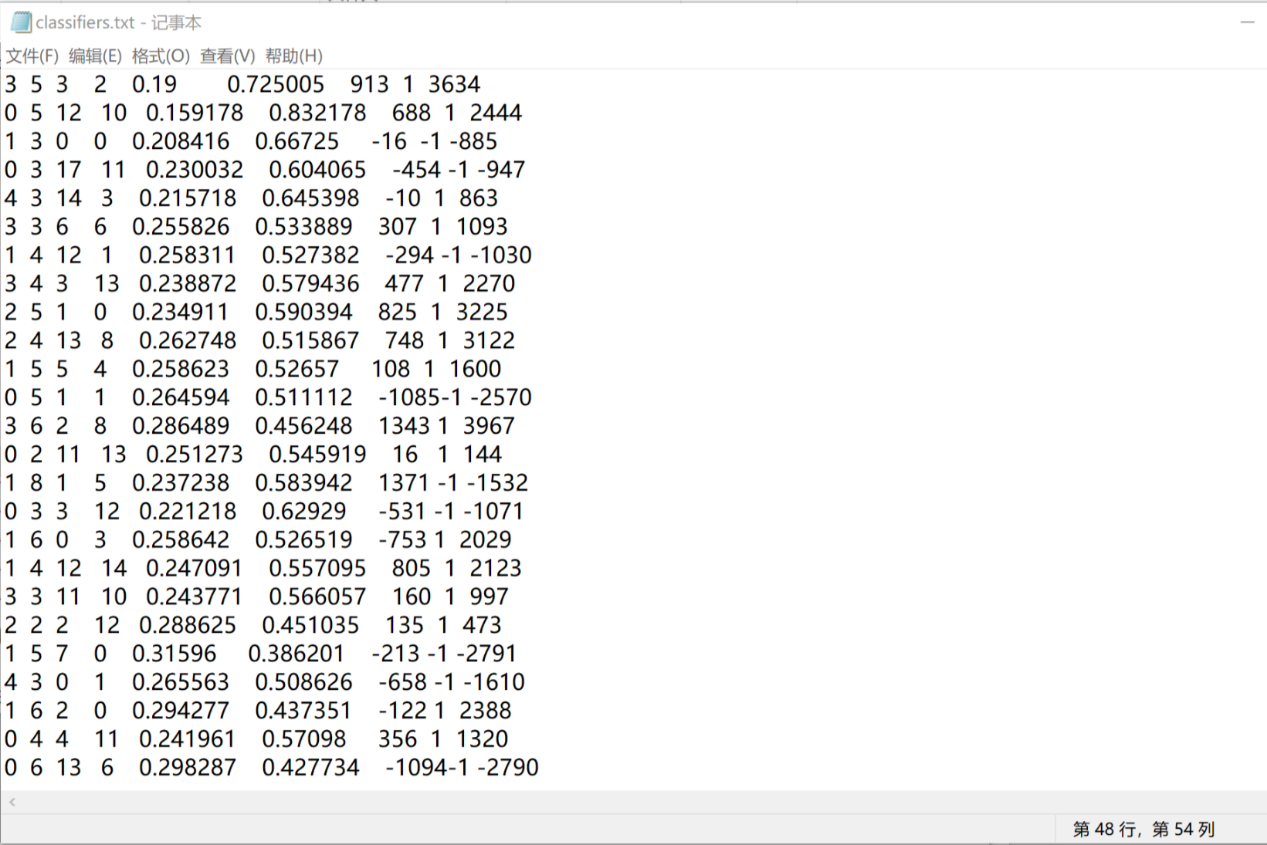 classifiers.txt - 记事本
文件(F) 编辑(E) 格式(O) 查看(V) 帮助(H)
3 5 3 2 0.19 0.725005 913 1 3634
0 5 12 10 0.159178 0.832178 688 1 2444
1 3 0 0 0.208416 0.66725 -16 -1 -885
0 3 17 11 0.230032 0.604065 -454 -1 -947
4 3 14 3 0.215718 0.645398 -10 1 863
3 3 6 6 0.255826 0.533889 307 1 1093
1 4 12 1 0.258311 0.527382 -294 -1 -1030
3 4 3 13 0.238872 0.579436 477 1 2270
2 5 1 0 0.234911 0.590394 825 1 3225
2 4 13 8 0.262748 0.515867 748 1 3122
1 5 5 4 0.258623 0.52657 108 1 1600
0 5 1 1 0.264594 0.511112 -1085-1 -2570
3 6 2 8 0.286489 0.456248 1343 1 3967
0 2 11 13 0.251273 0.545919 16 1 144
1 8 1 5 0.237238 0.583942 1371 -1 -1532
0 3 3 12 0.221218 0.62929 -531 -1 -1071
1 6 0 3 0.258642 0.526519 -753 1 2029
1 4 12 14 0.247091 0.557095 805 1 2123
3 3 11 10 0.243771 0.566057 160 1 997
2 2 2 12 0.288625 0.451035 135 1 473
1 5 7 0 0.31596 0.386201 -213 -1 -2791
4 3 0 1 0.265563 0.508626 -658 -1 -1610
1 6 2 0 0.294277 0.437351 -122 1 2388
0 4 4 11 0.241961 0.57098 356 1 1320
0 6 13 6 0.298287 0.427734 -1094-1 -2790
第 48 行，第 54 列